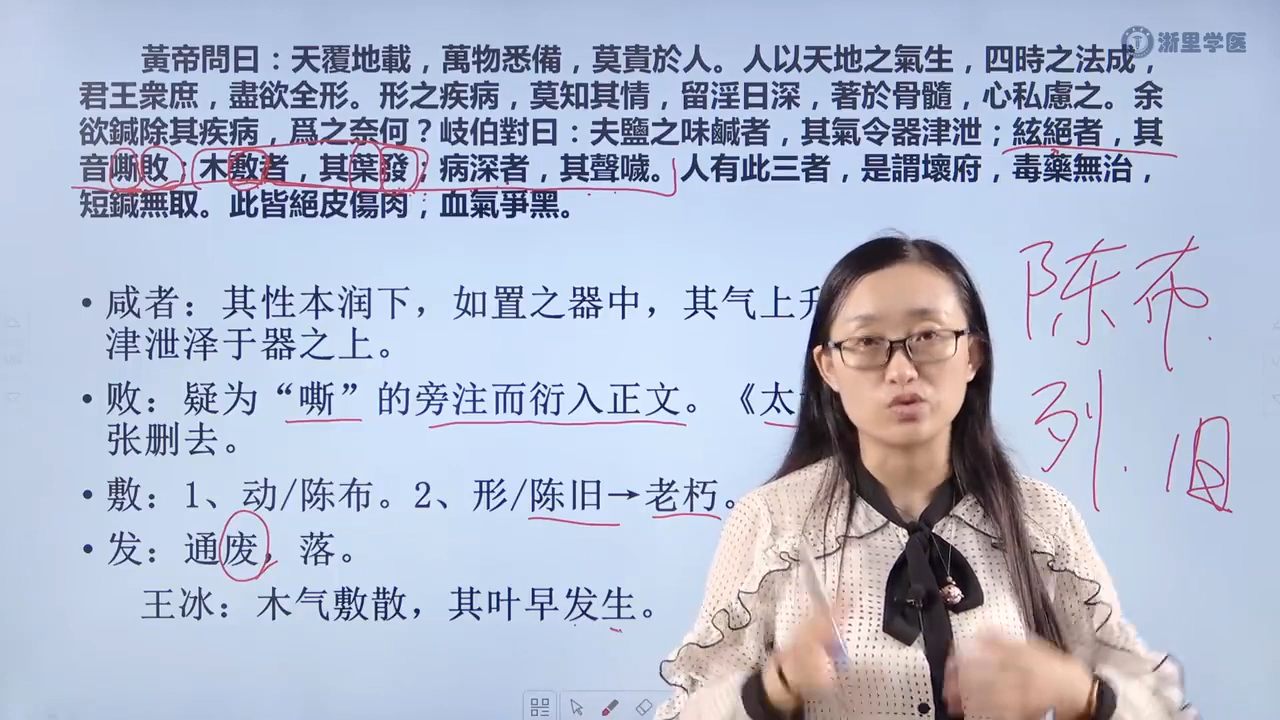 浙里学医
黃帝問曰：天覆地載，萬物悉備，莫貴於人。人以天地之氣生，四時之法成，
君王衆庶，盡欲全形。形之疾病，莫知其情，留淫日深，著於骨髓，心私慮之。余
欲鍼除其疾病，爲之奈何？岐伯對曰：夫鹽之味鹹者，其氣令器津泄；絃絕者，其
音嘶敗；木敷者，其葉發；病深者，其聲噦。人有此三者，是謂壞府，毒藥無治，
短鍼無取。此皆絕皮傷肉，血氣爭黑。
• 咸者：其性本润下，如置之器中，其气上升
津泄泽于器之上。
• 败：疑为“嘶”的旁注而衍入正文。《太
张删去。
• 敷：1、动/陈布。2、形/陈旧→老朽。
• 发：通废，落。
王冰：木气敷散，其叶早发生。
陈布.
列.旧